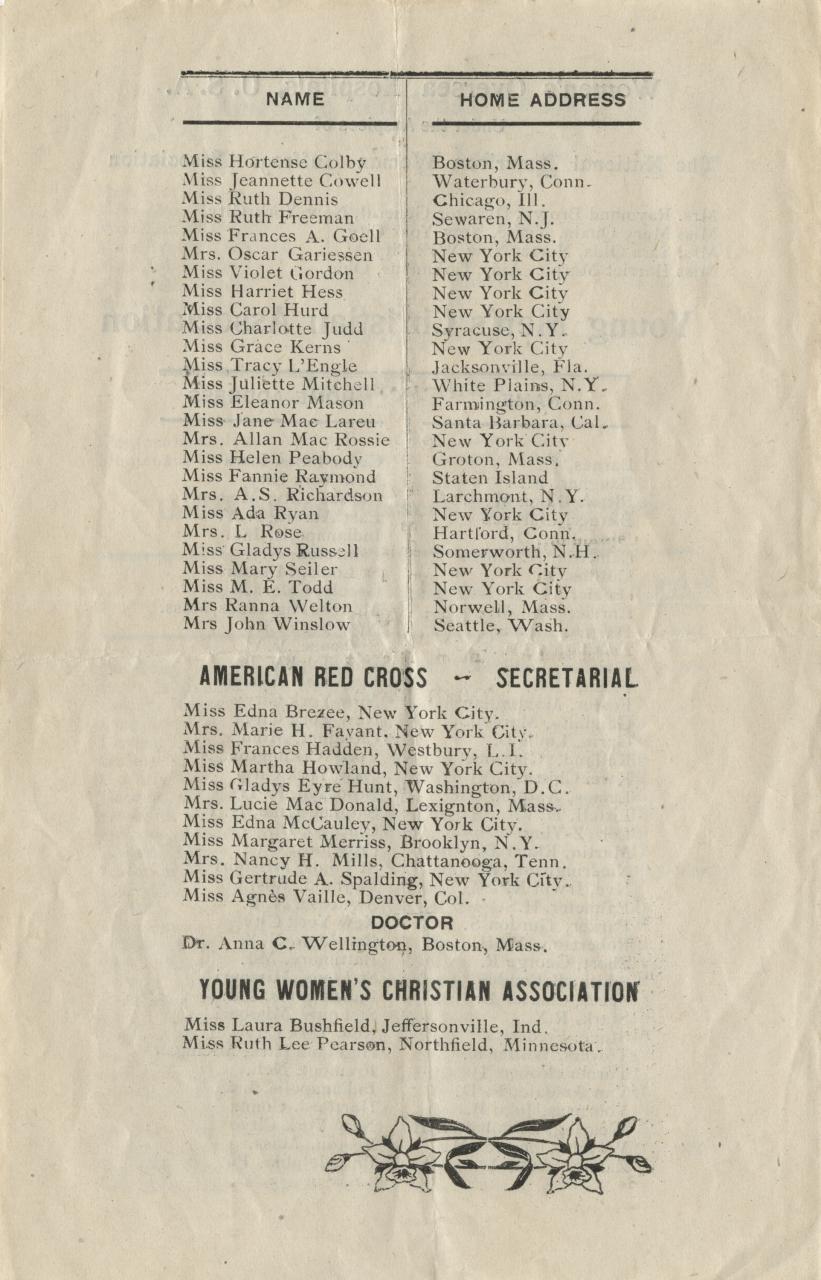 NAME HOME ADDRESS
Miss Hortense Colby Boston, Mass.
Miss Jeannette Cowell Waterbury, Conn.
Miss Ruth Dennis Chicago, Ill.
Miss Ruth Freeman Sewaren, N.J.
Miss Frances A. Goell Boston, Mass.
Mrs. Oscar Gariessen New York City
Miss Violet Gordon New York City
Miss Harriet Hess New York City
Miss Carol Hurd New York City
Miss Charlotte Judd Syracuse, N.Y.
Miss Grace Kerns New York City
Miss Tracy L'Engle Jacksonville, Fla.
Miss Juliette Mitchell White Plains, N.Y.
Miss Eleanor Mason Farmington, Conn.
Miss Jane Mac Lareu Santa Barbara, Cal.
Mrs. Allan Mac Rossie New York City
Miss Helen Peabody Groton, Mass.
Miss Fannie Raymond Staten Island
Mrs. A.S. Richardson Larchmont, N.Y.
Miss Ada Ryan New York City
Mrs. L Rose Hartford, Conn.
Miss Gladys Russell Somerworth, N.H.
Miss Mary Seiler New York City
Miss M. E. Todd New York City
Mrs Ranna Welton Norwell, Mass.
Mrs John Winslow Seattle, Wash.
AMERICAN RED CROSS - SECRETARIAL
Miss Edna Brezee, New York City.
Mrs. Marie H. Favant. New York City.
Miss Frances Hadden, Westbury, L.I.
Miss Martha Howland, New York City.
Miss Gladys Eyre Hunt, Washington, D.C.
Mrs. Lucie Mac Donald, Lexignton, Mass.
Miss Edna McCauley, New York City.
Miss Margaret Merriss, Brooklyn, N.Y.
Mrs. Nancy H. Mills, Chattanooga, Tenn.
Miss Gertrude A. Spalding, New York City.
Miss Agnès Vaille, Denver, Col.
DOCTOR
Dr. Anna C. Wellington, Boston, Mass.
YOUNG WOMEN'S CHRISTIAN ASSOCIATION
Miss Laura Bushfield, Jeffersonville, Ind.
Miss Ruth Lee Pearson, Northfield, Minnesota.